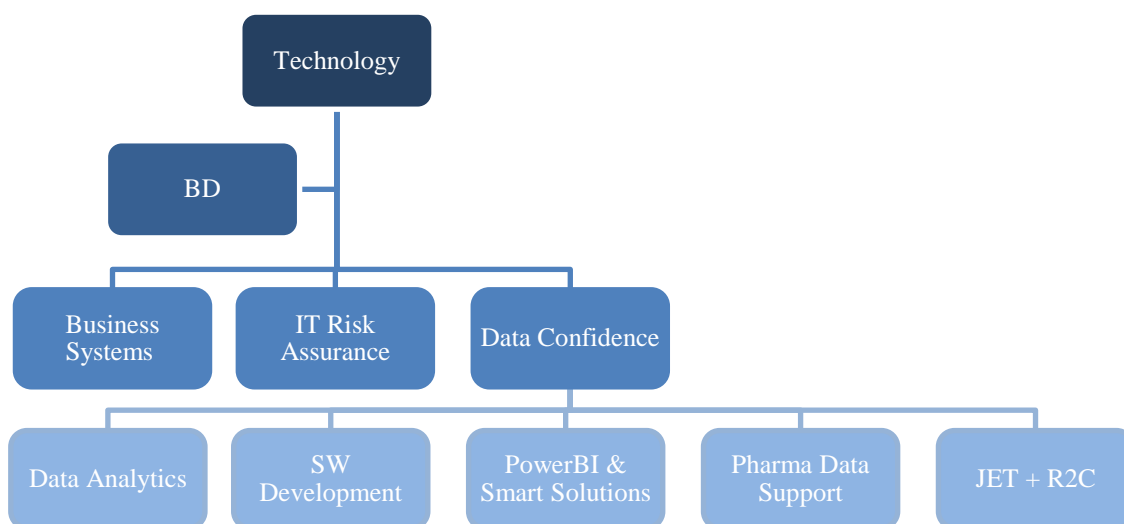 Technology
BD
Business
Systems
IT Risk
Assurance
Data Confidence
Data Analytics
SW
Development
PowerBI &
Smart Solutions
Pharma Data
Support
JET + R2C